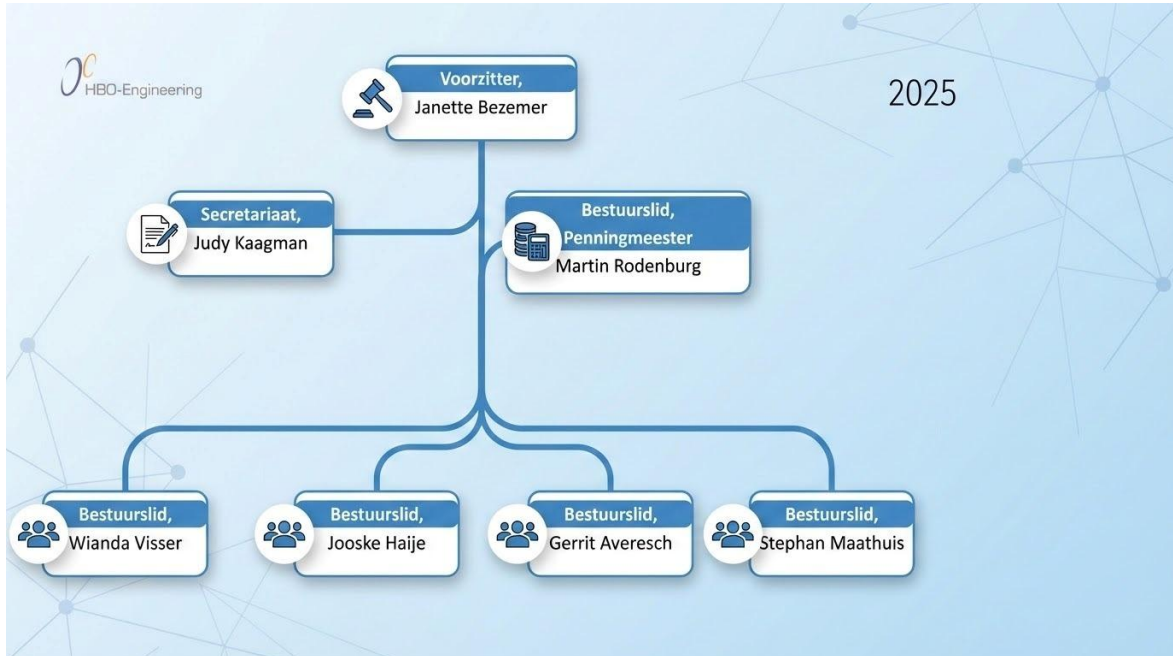 HBO-Engineering
2025
Voorzitter,
Janette Bezemer
Secretariaat,
Judy Kaagman
Bestuurslid,
Penningmeester
Martin Rodenburg
Bestuurslid,
Wianda Visser
Bestuurslid,
Jooske Haije
Bestuurslid,
Gerrit Averesch
Bestuurslid,
Stephan Maathuis